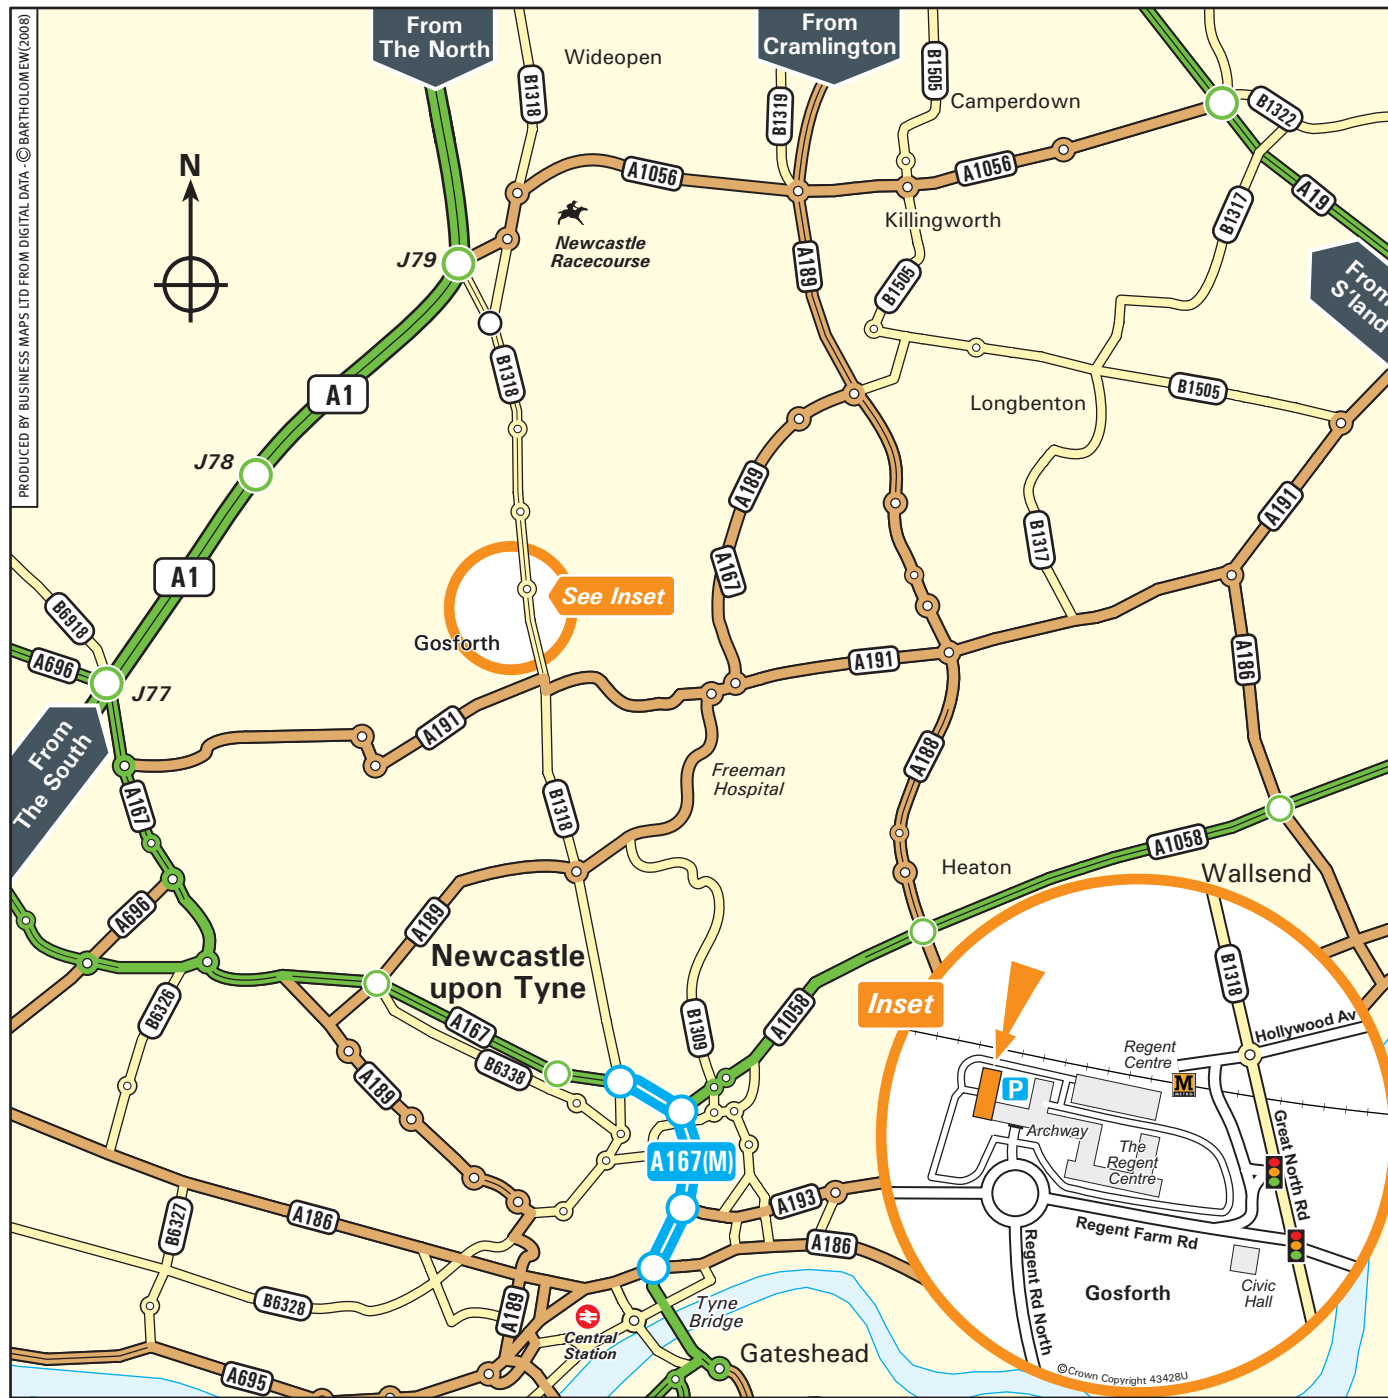 PRODUCED BY BUSINESS MAPS LTD FROM DIGITAL DATA - © BARTHOLOMEW(2008)
From
The North
From
Cramlington
Wideopen
B1318
B1319
B1505
Camperdown
B1322
N
A1056
A1056
A19
B1317
Killingworth
Newcastle
Racecourse
J79
A189
B1505
From
S'land
B1318
A1
B1505
Longbenton
J78
A189
A191
B1317
A1
A167
See Inset
B6918
Gosforth
A696
J77
A191
A186
A191
From
The South
A188
Freeman
Hospital
A167
B1318
A1058
Heaton
Wallsend
A696
A189
Newcastle
upon Tyne
B6326
A167
B1309
A1058
B6338
A189
A167(M)
A193
A186
B6327
A186
B6328
A189
Central
Station
Tyne
Bridge
A695
Gateshead
Inset
B1318
Hollywood Av
Regent
Centre
M
METRO
P
Archway
The
Regent
Centre
Great North Rd
Regent Farm Rd
Regent Rd North
Civic
Hall
Gosforth
©Crown Copyright 43428U